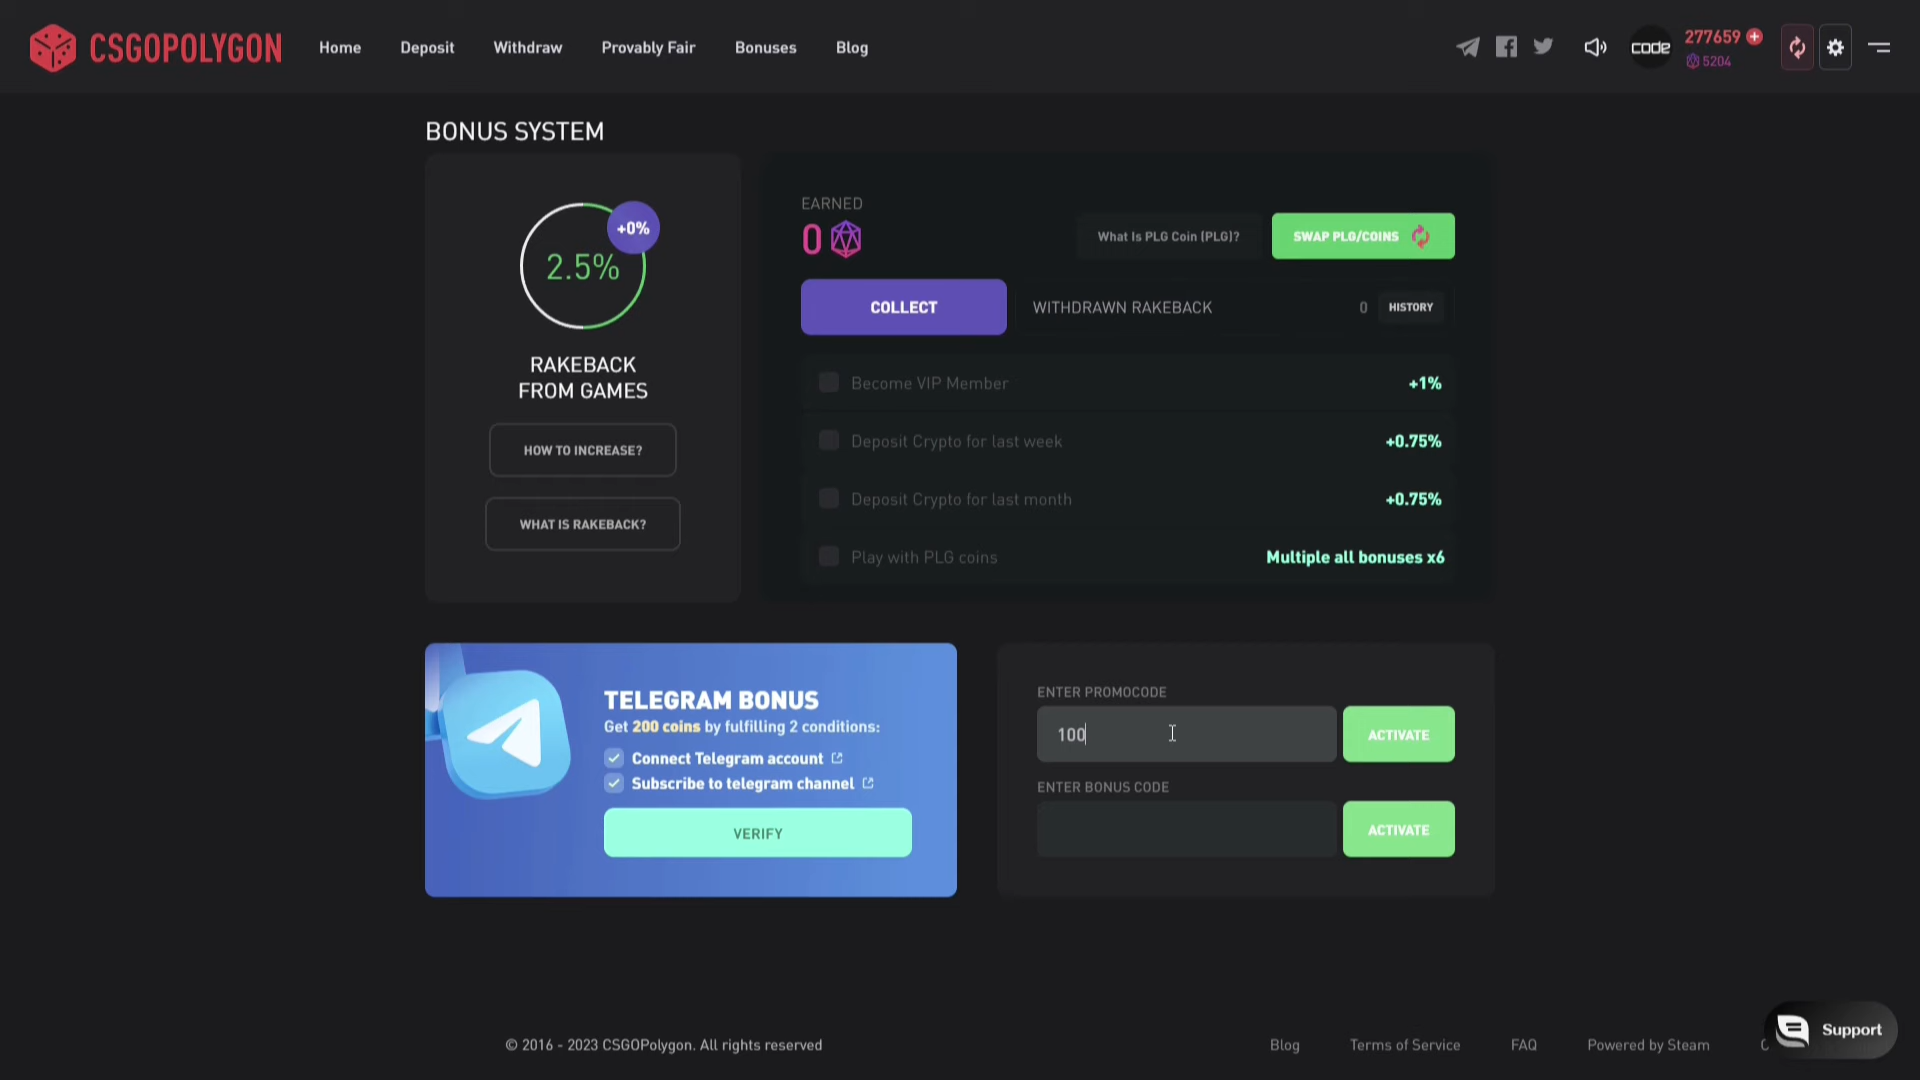 CSGOPOLYGON
Home
Deposit
Withdraw
Provably Fair
Bonuses
Blog
code
277659
5204
BONUS SYSTEM
+0%
2.5%
RAKEBACK
FROM GAMES
HOW TO INCREASE?
WHAT IS RAKEBACK?
EARNED
0
What Is PLG Coin (PLG)?
SWAP PLG/COINS
COLLECT
WITHDRAWN RAKEBACK
0
HISTORY
Become VIP Member
+1%
Deposit Crypto for last week
+0.75%
Deposit Crypto for last month
+0.75%
Play with PLG coins
Multiple all bonuses x6
TELEGRAM BONUS
Get 200 coins by fulfilling 2 conditions:
Connect Telegram account
Subscribe to telegram channel
VERIFY
ENTER PROMOCODE
100
ACTIVATE
ENTER BONUS CODE
ACTIVATE
© 2016 - 2023 CSGOPolygon. All rights reserved
Blog
Terms of Service
FAQ
Powered by Steam
Support